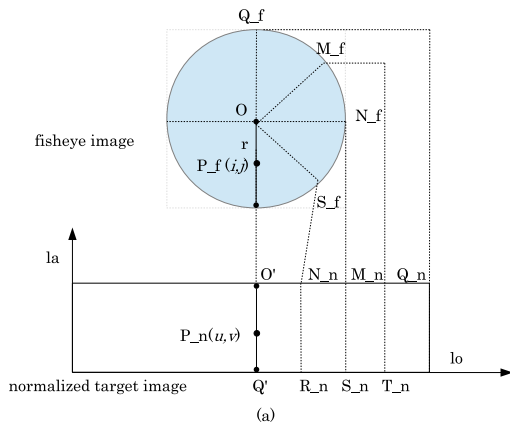 Q_f
M_f
O
N_f
fisheye image
r
P_f (i,j)
S_f
la
O'
N_n
M_n
Q_n
P_n(u,v)
lo
normalized target image
Q'
R_n
S_n
T_n
(a)